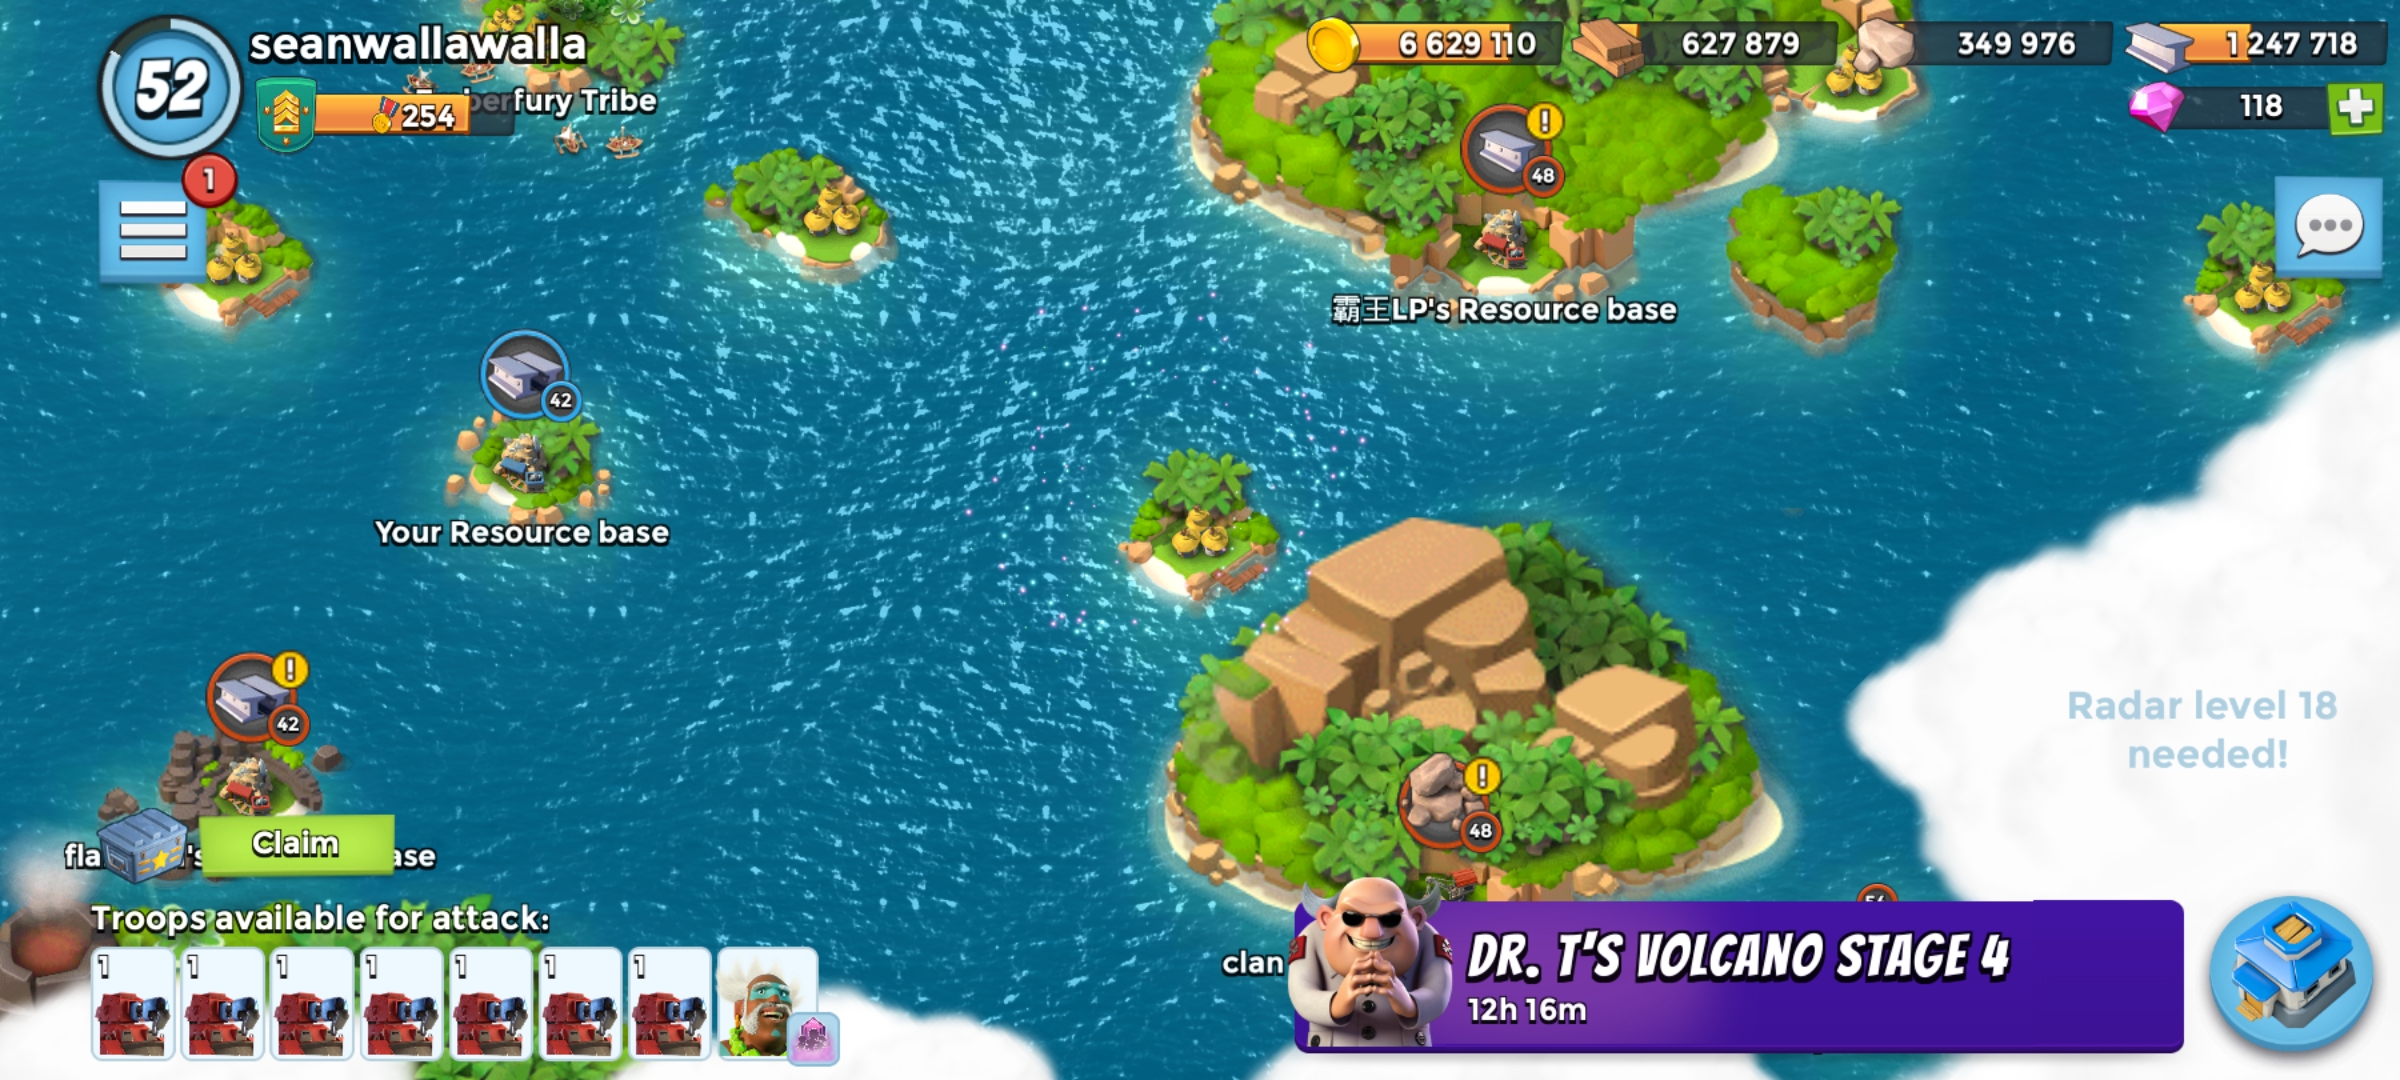 52
seanwallawalla
254
berfury Tribe
6 629 110
627 879
349 976
1 247 718
118
1
48
霸王LP's Resource base
42
Your Resource base
42
Claim
Radar level 18
needed!
48
Troops available for attack:
1 1 1 1 1 1 1
clan
DR. T'S VOLCANO STAGE 4
12h 16m